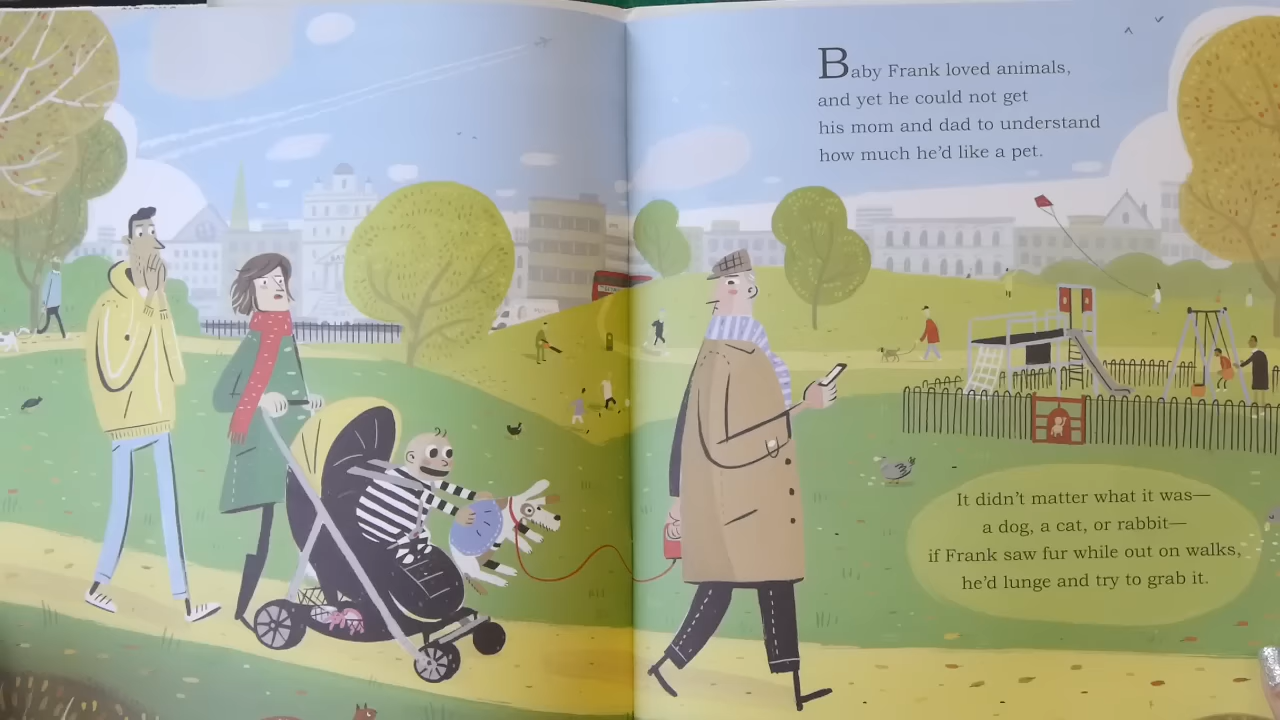 Baby Frank loved animals,
and yet he could not get
his mom and dad to understand
how much he'd like a pet.
It didn't matter what it was—
a dog, a cat, or rabbit—
if Frank saw fur while out on walks,
he'd lunge and try to grab it.